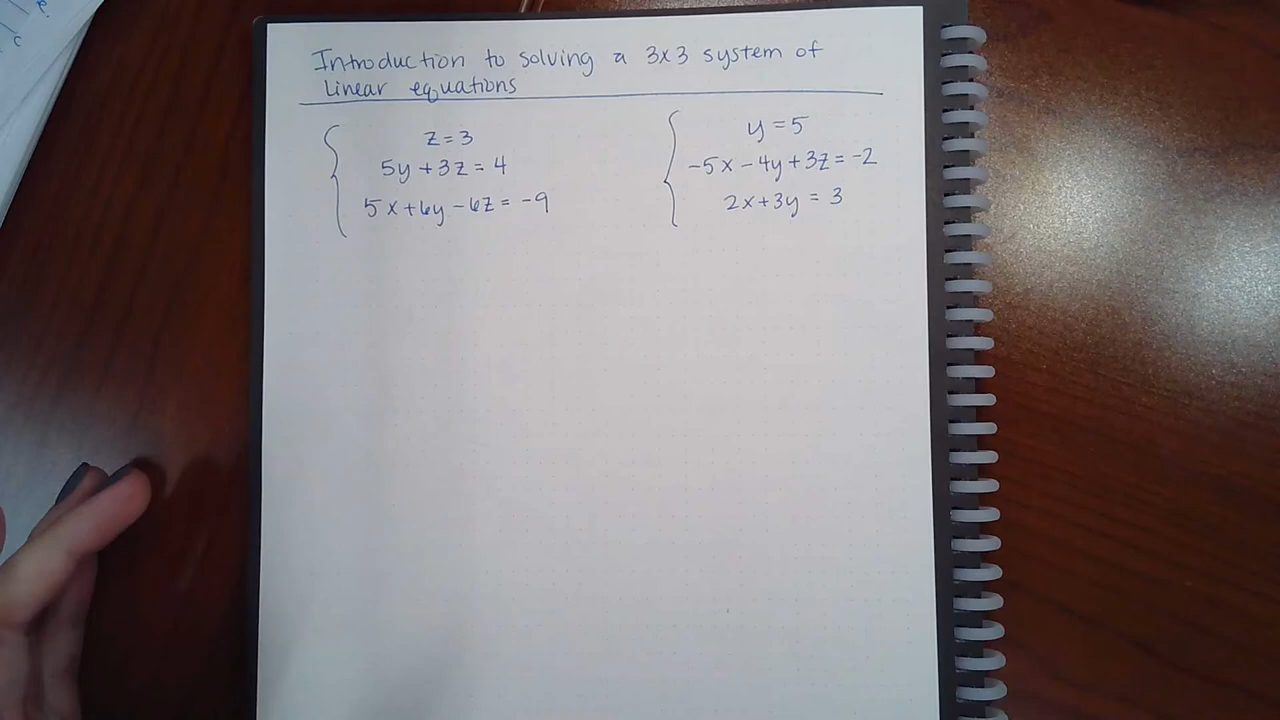 Introduction to solving a 3x3 system of
linear equations
z = 3
5y + 3z = 4
5x + 6y - 6z = -9
y = 5
-5x - 4y + 3z = -2
2x + 3y = 3